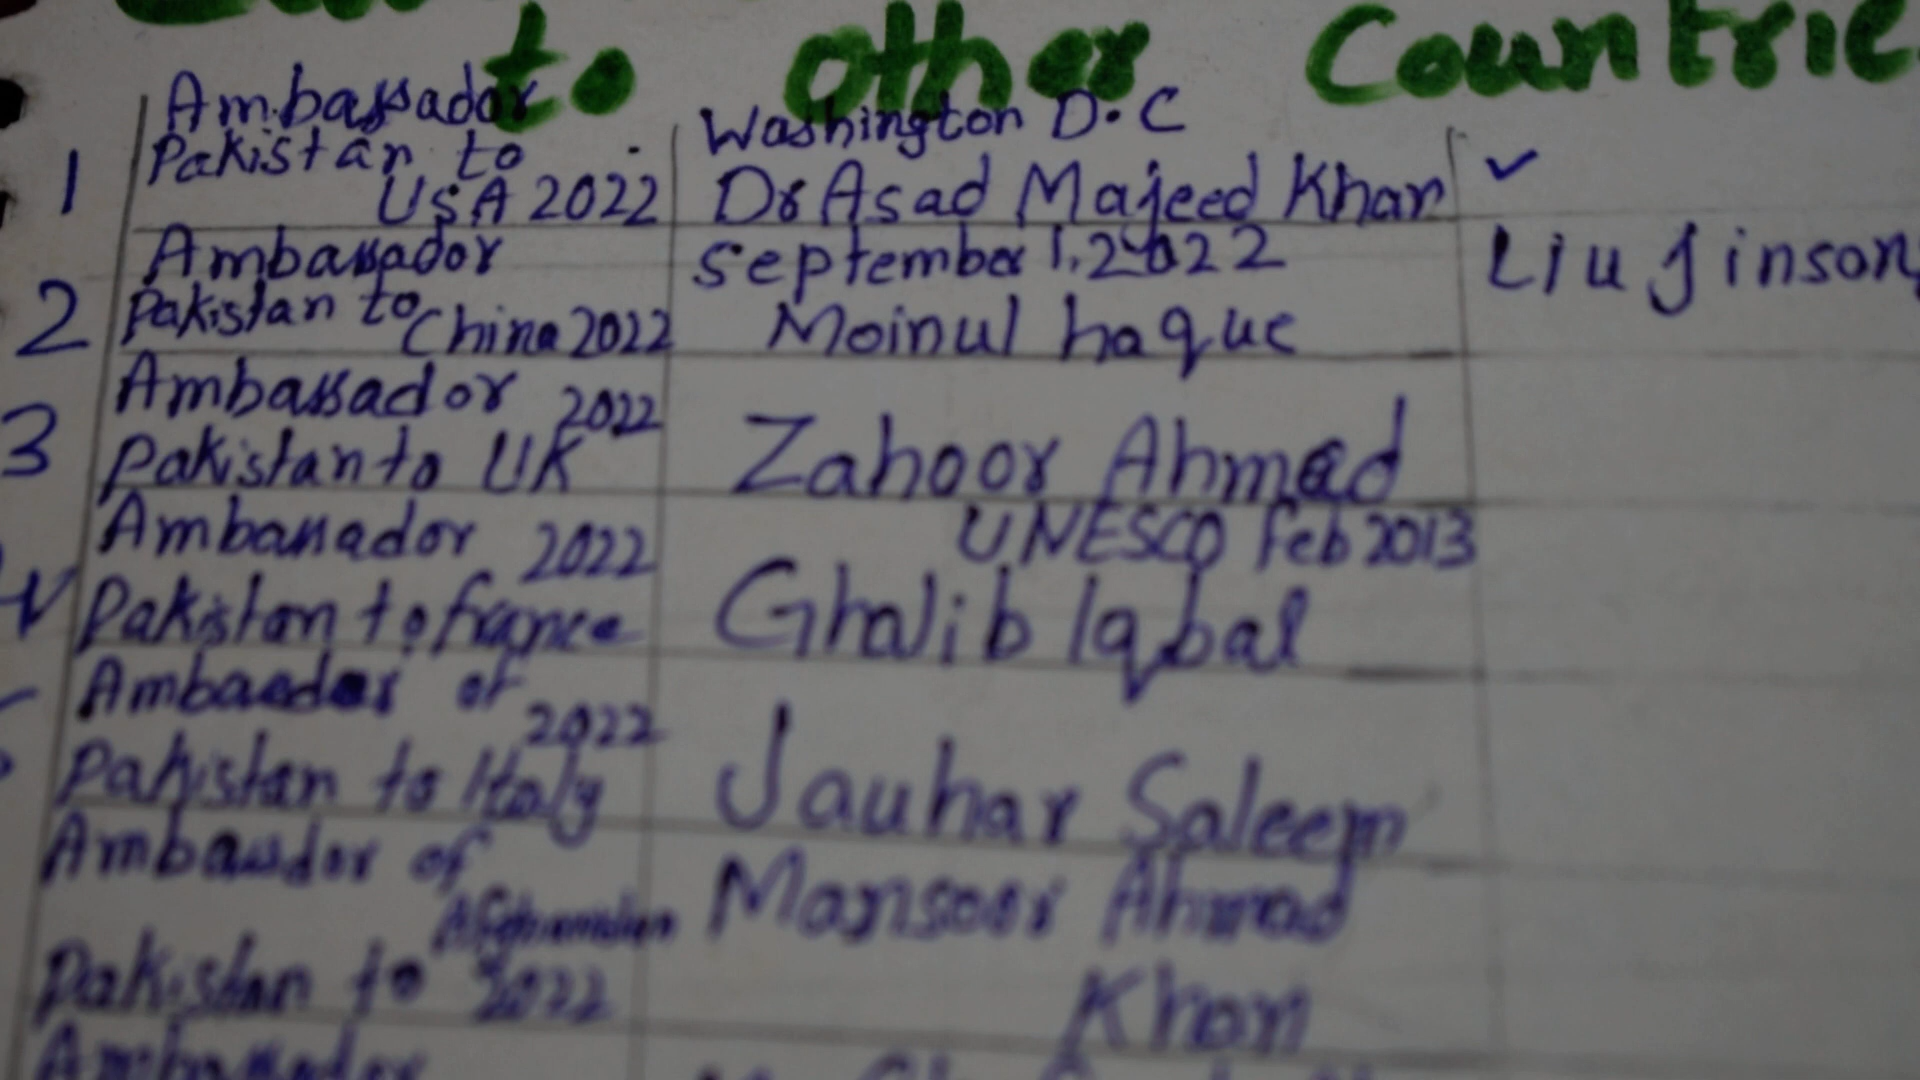 to other Countrie
Ambassador
Pakistan to
1 USA 2022
Washington D.C
Dr Asad Majeed Khan ✓
Ambassador
2 Pakistan to China 2022
September 1, 2022
Moinul haque
Liu Jinson
Ambassador 2022
3 Pakistan to UK
Zahoor Ahmad
Ambassador 2022
Pakistan to france
UNESCO Feb 2013
Ghalib Iqbal
Ambassador of 2022
Pakistan to Italy
Jauhar Saleem
Ambassador of
Pakistan to Afghanistan 2022
Mansoor Ahmad
Khan
Ambassador